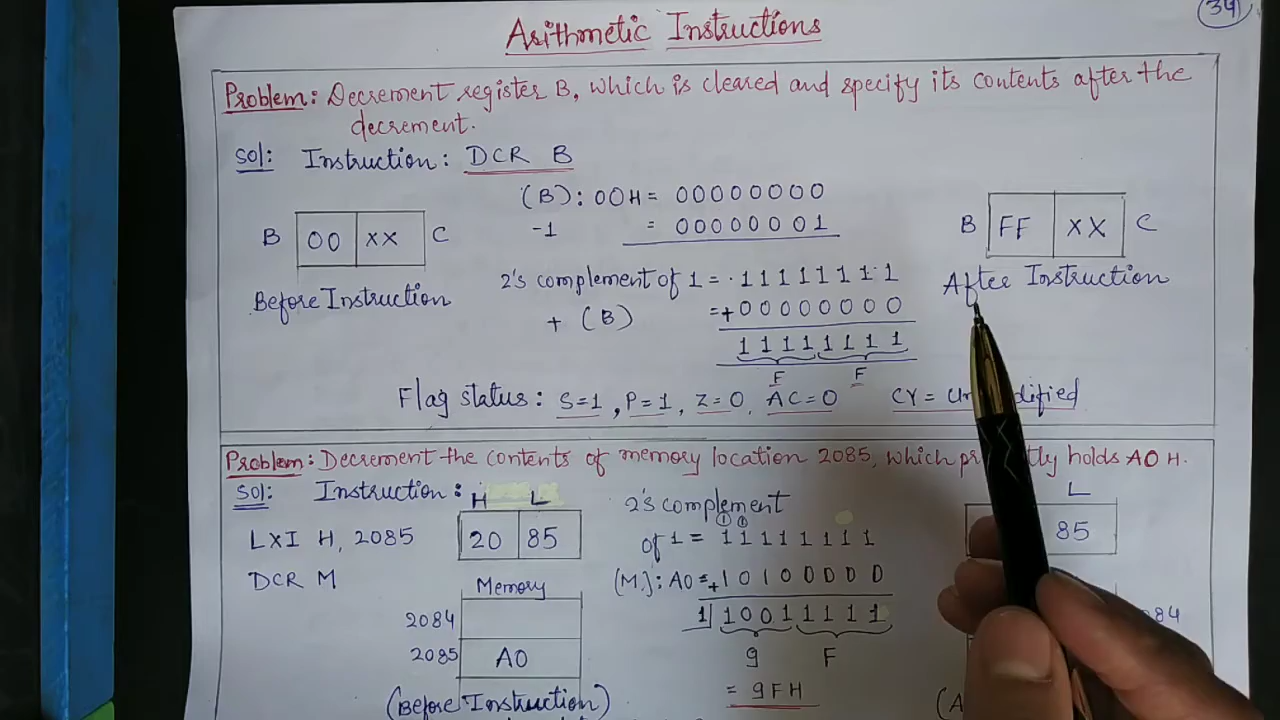 34
Arithmetic Instructions
Problem: Decrement register B, which is cleared and specify its contents after the
decrement.
Sol: Instruction: DCR B
(B): 00H = 00000000
-1 = 00000001
B 00 XX C
Before Instruction
2's complement of 1 = 11111111
+ (B) =+00000000
11111111
F F
B FF XX C
After Instruction
Flag status: S=1, P=1, Z=0, AC=0 CY =
Problem: Decrement the contents of memory location 2085, which holds A0 H.
Sol: Instruction: H L
LXI H, 2085 20 85
DCR M
Memory
2084
2085 A0
(Before Instruction)
2's complement
① ①
of 1 = 11111111
(M): A0 =+10100000
1 10011111
9 F
= 9FH
L
85
84
(A